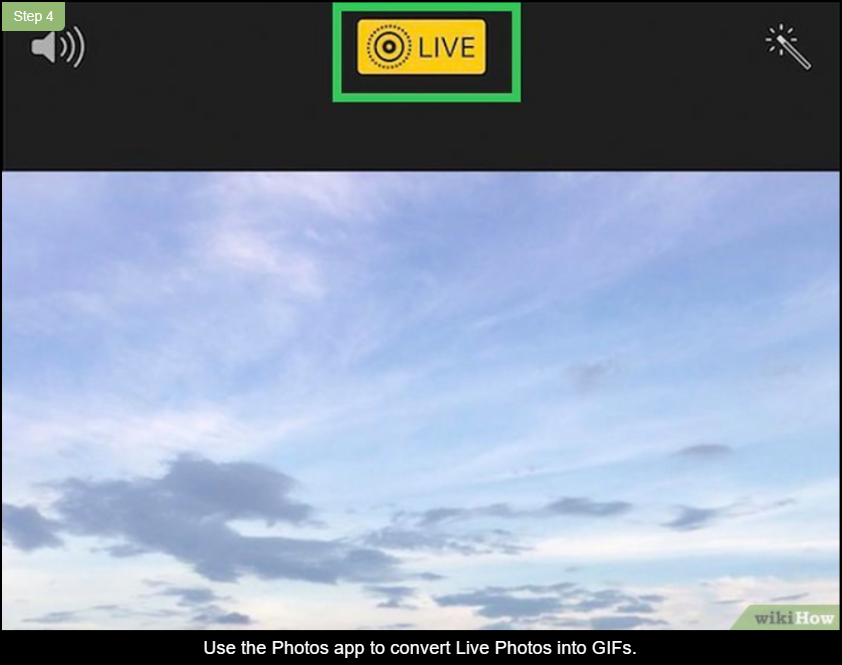 Step 4
LIVE
wikiHow
Use the Photos app to convert Live Photos into GIFs.